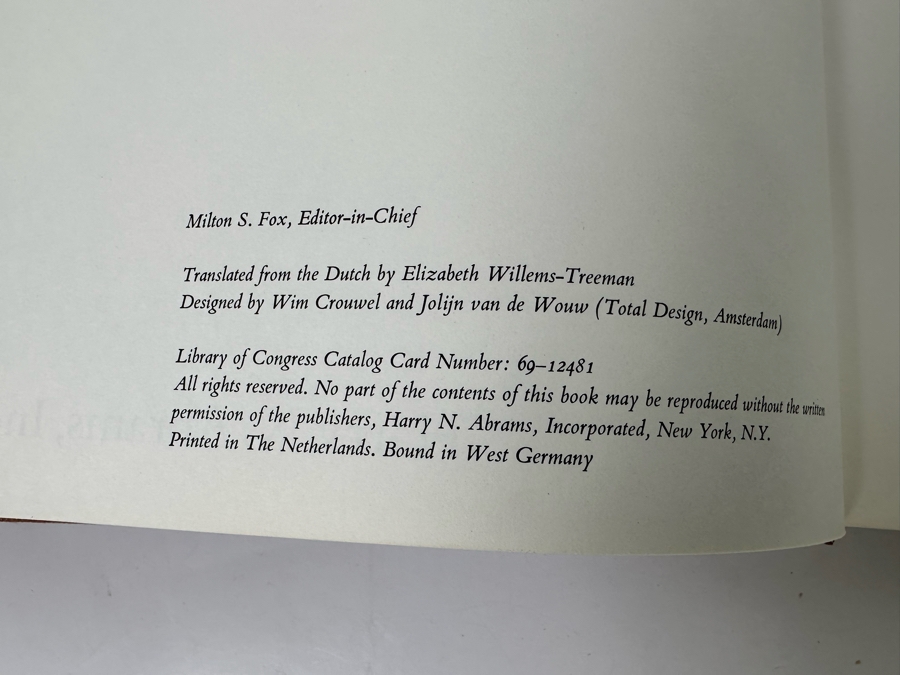 Milton S. Fox, Editor-in-Chief
Translated from the Dutch by Elizabeth Willems-Treeman
Designed by Wim Crouwel and Jolijn van de Wouw (Total Design, Amsterdam)
Library of Congress Catalog Card Number: 69–12481
All rights reserved. No part of the contents of this book may be reproduced without the written
permission of the publishers, Harry N. Abrams, Incorporated, New York, N.Y.
Printed in The Netherlands. Bound in West Germany